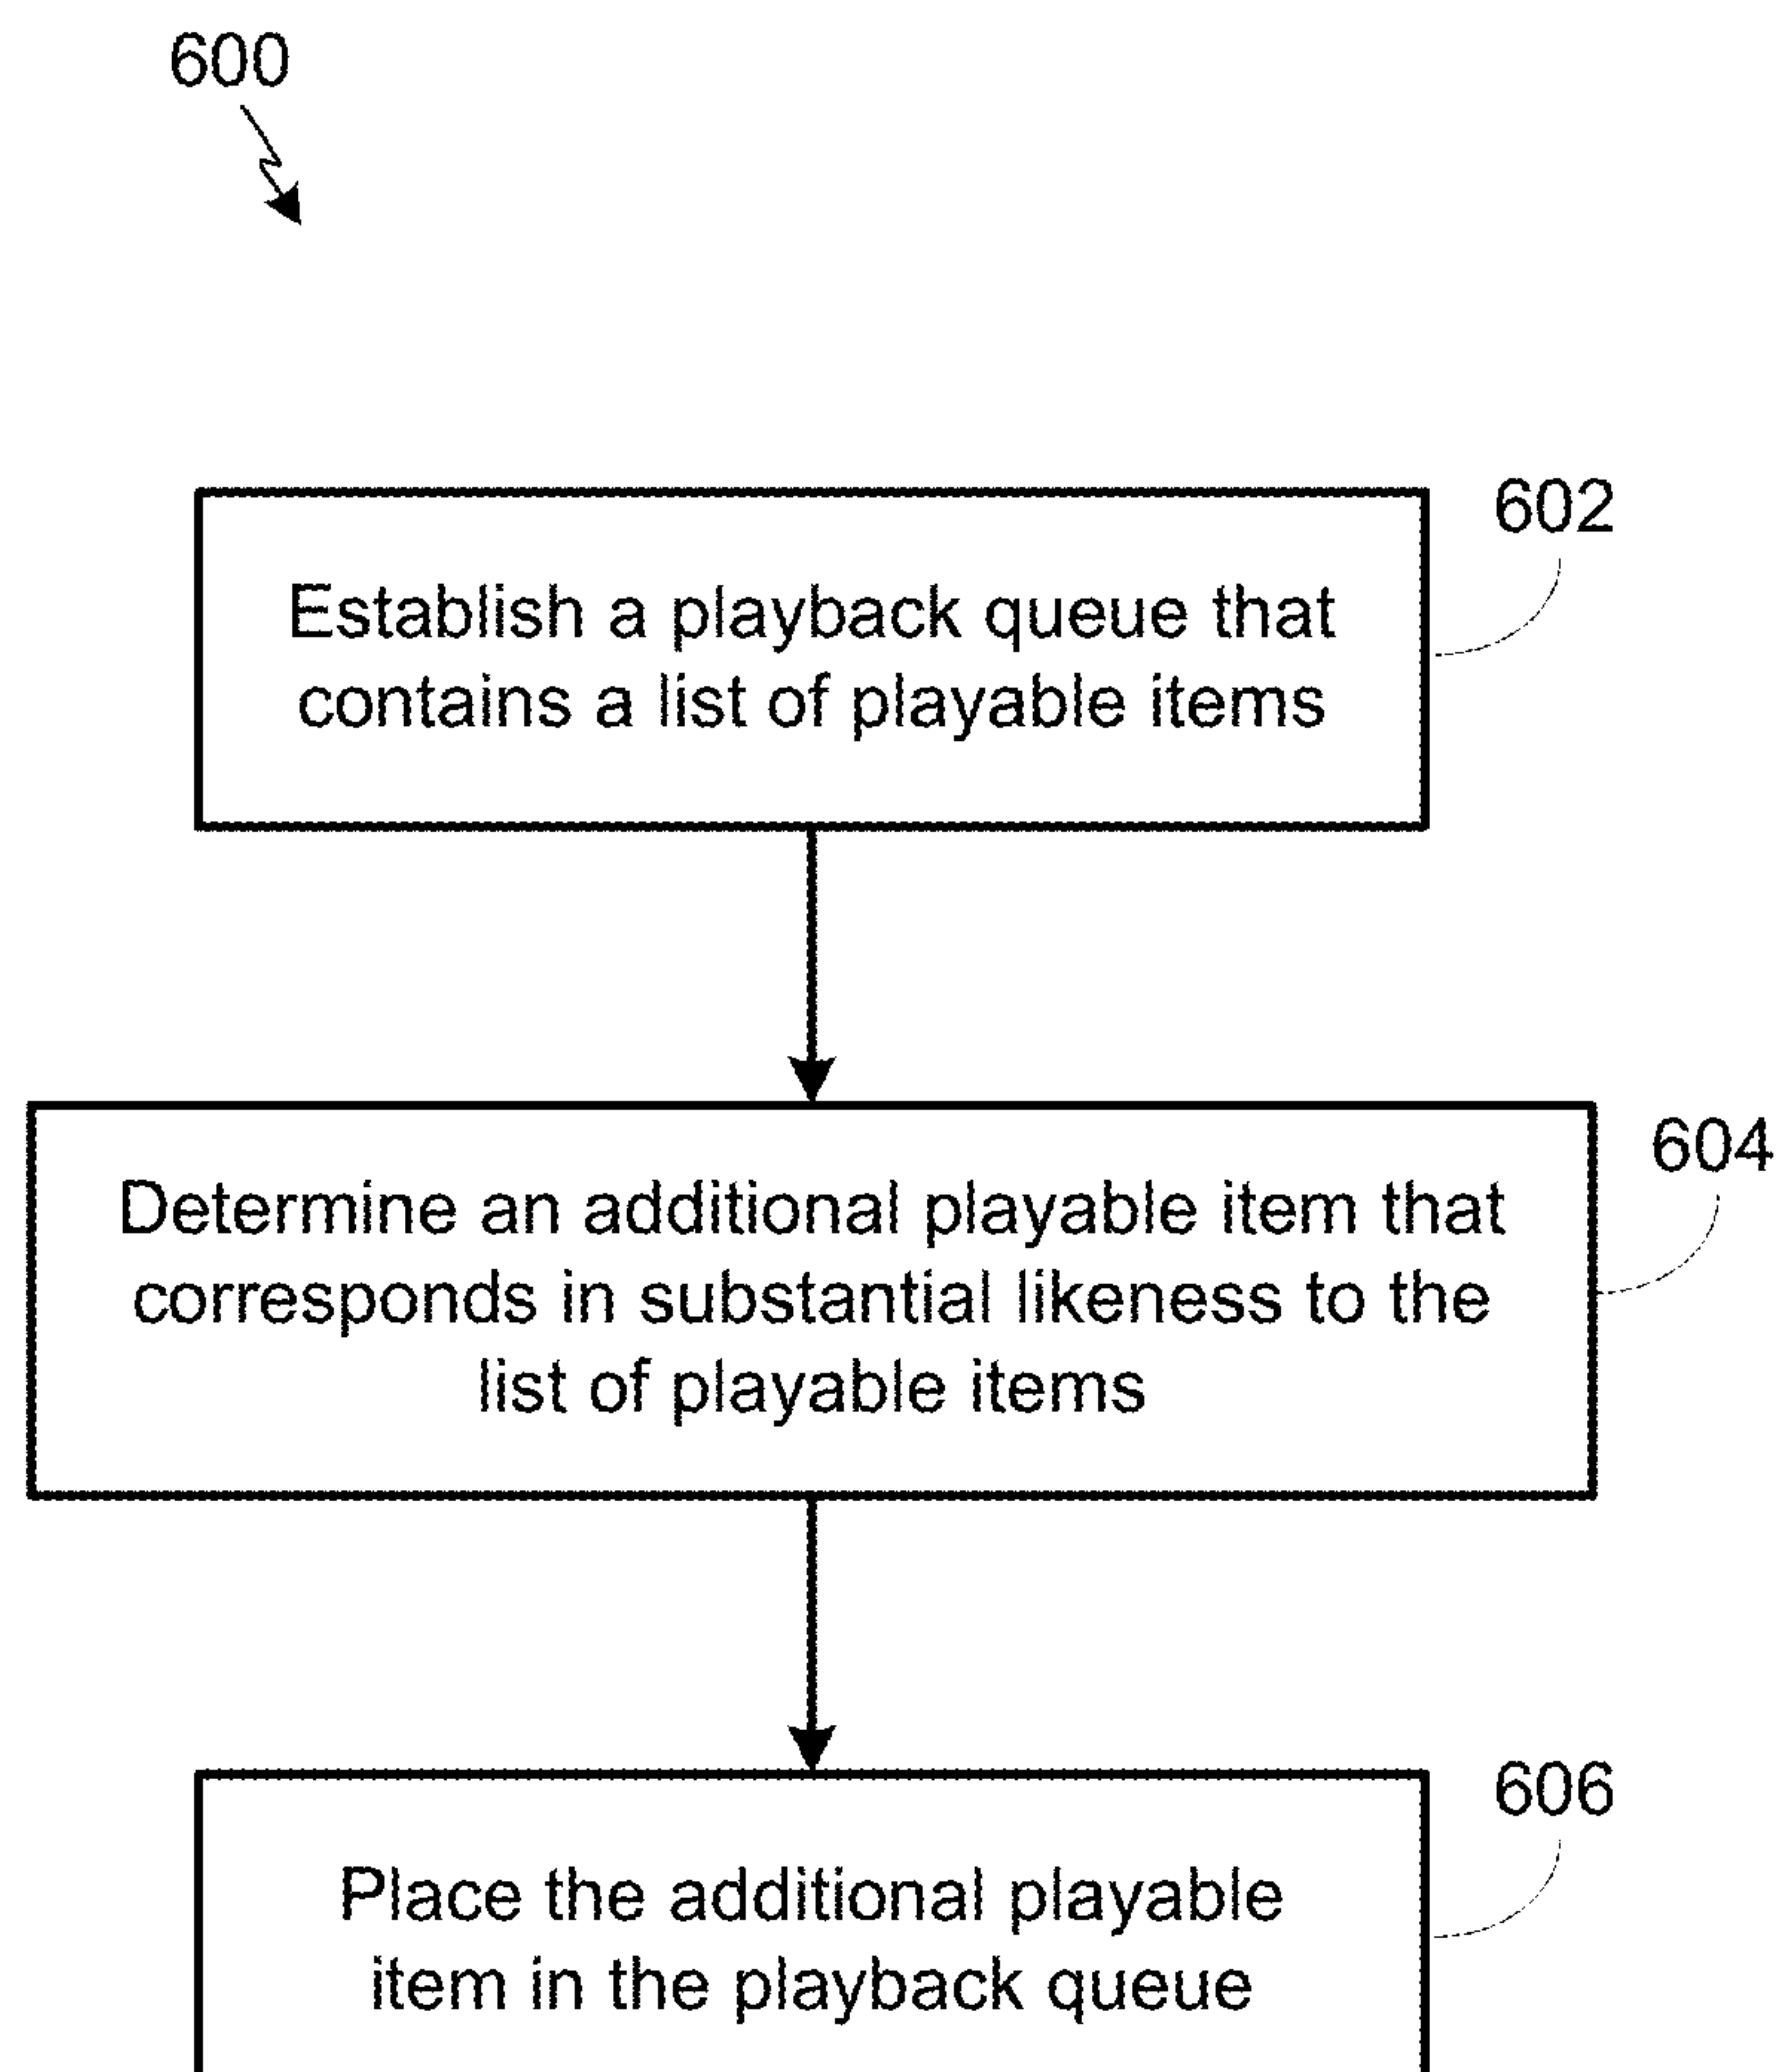 600
602
Establish a playback queue that
contains a list of playable items
604
Determine an additional playable item that
corresponds in substantial likeness to the
list of playable items
606
Place the additional playable
item in the playback queue